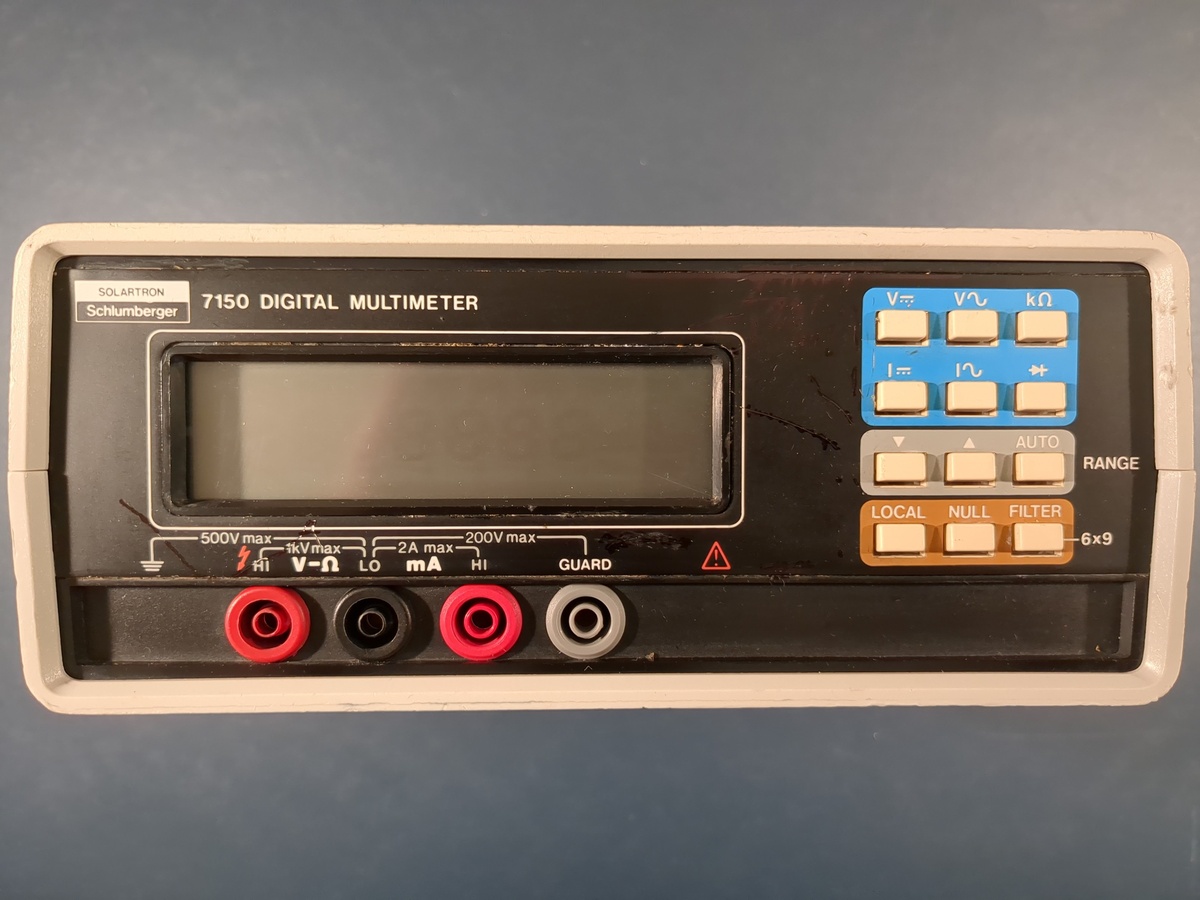 SOLARTRON
Schlumberger
7150 DIGITAL MULTIMETER
V V kΩ
I I
AUTO
RANGE
LOCAL NULL FILTER
6x9
500V max 1kV max 2A max 200V max
HI V-Ω LO mA HI GUARD